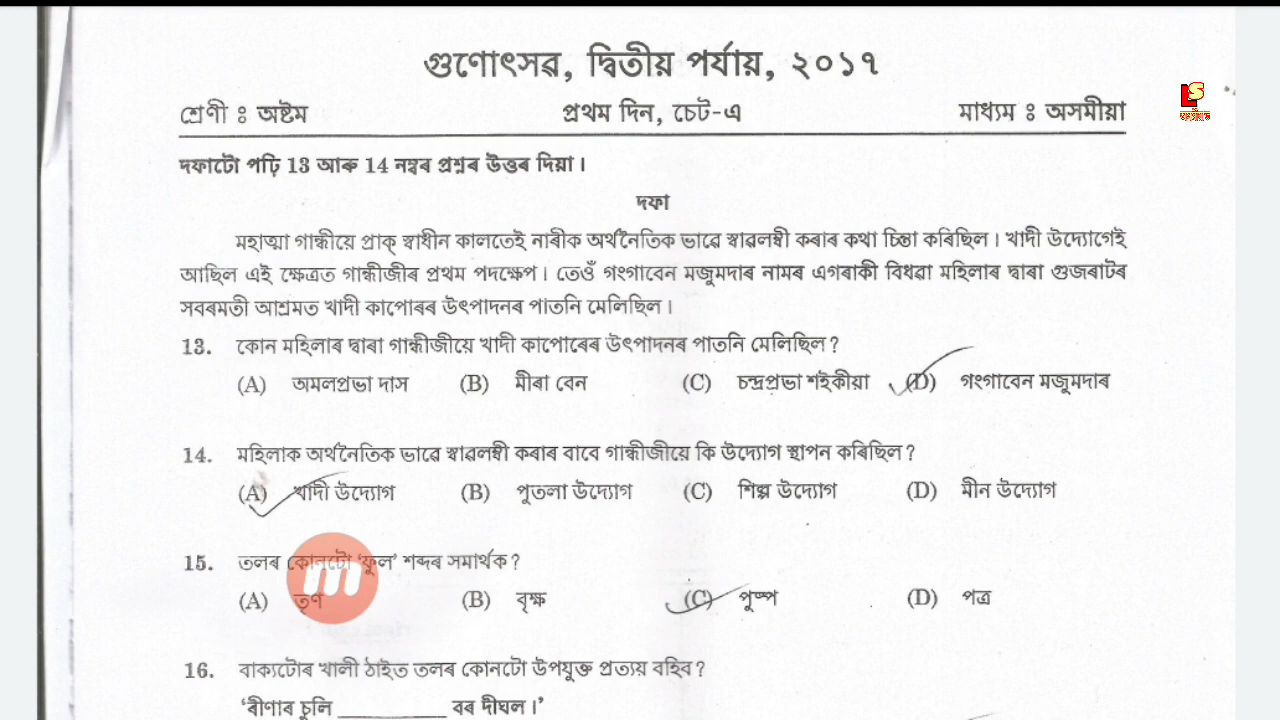 গুণোৎসৱ, দ্বিতীয় পৰ্যায়, ২০১৭
শ্ৰেণী ঃ অষ্টম প্ৰথম দিন, চেট-এ মাধ্যম ঃ অসমীয়া
দফাটো পঢ়ি 13 আৰু 14 নম্বৰ প্ৰশ্নৰ উত্তৰ দিয়া ।
দফা
মহাত্মা গান্ধীয়ে প্ৰাক্ স্বাধীন কালতেই নাৰীক অৰ্থনৈতিক ভাৱে স্বাৱলম্বী কৰাৰ কথা চিন্তা কৰিছিল । খাদী উদ্যোগেই
আছিল এই ক্ষেত্ৰত গান্ধীজীৰ প্ৰথম পদক্ষেপ । তেওঁ গংগাবেন মজুমদাৰ নামৰ এগৰাকী বিধৱা মহিলাৰ দ্বাৰা গুজৰাটৰ
সবৰমতী আশ্ৰমত খাদী কাপোৰৰ উৎপাদনৰ পাতনি মেলিছিল ।
13. কোন মহিলাৰ দ্বাৰা গান্ধীজীয়ে খাদী কাপোৰেৰ উৎপাদনৰ পাতনি মেলিছিল ?
(A) অমলপ্ৰভা দাস (B) মীৰা বেন (C) চন্দ্ৰপ্ৰভা শইকীয়া (D) গংগাবেন মজুমদাৰ
14. মহিলাক অৰ্থনৈতিক ভাৱে স্বাৱলম্বী কৰাৰ বাবে গান্ধীজীয়ে কি উদ্যোগ স্থাপন কৰিছিল ?
(A) খাদী উদ্যোগ (B) পুতলা উদ্যোগ (C) শিল্প উদ্যোগ (D) মীন উদ্যোগ
15. তলৰ কোনটো ‘ফুল’ শব্দৰ সমাৰ্থক ?
(A) তৃণ (B) বৃক্ষ (C) পুষ্প (D) পত্ৰ
16. বাক্যটোৰ খালী ঠাইত তলৰ কোনটো উপযুক্ত প্ৰত্যয় বহিব ?
‘ৰীণাৰ চুলি __________ বৰ দীঘল ।’